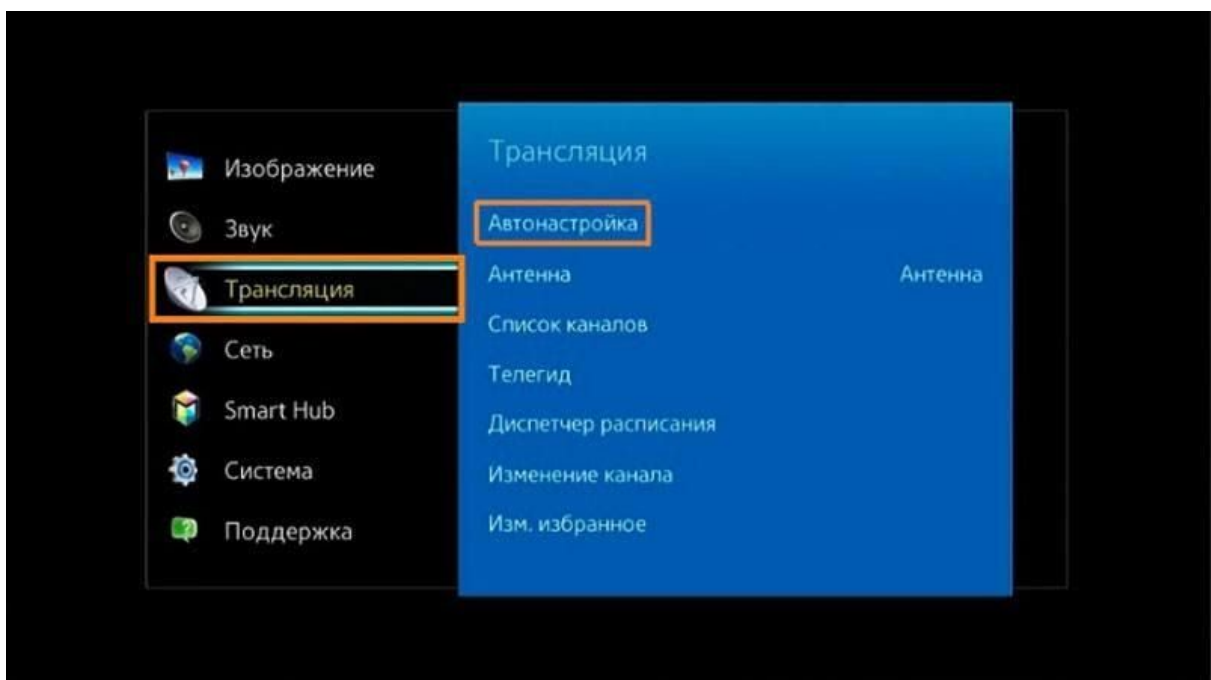 Изображение
Звук
Трансляция
Сеть
Smart Hub
Система
Поддержка
Трансляция
Автонастройка
Антенна Антенна
Список каналов
Телегид
Диспетчер расписания
Изменение канала
Изм. избранное